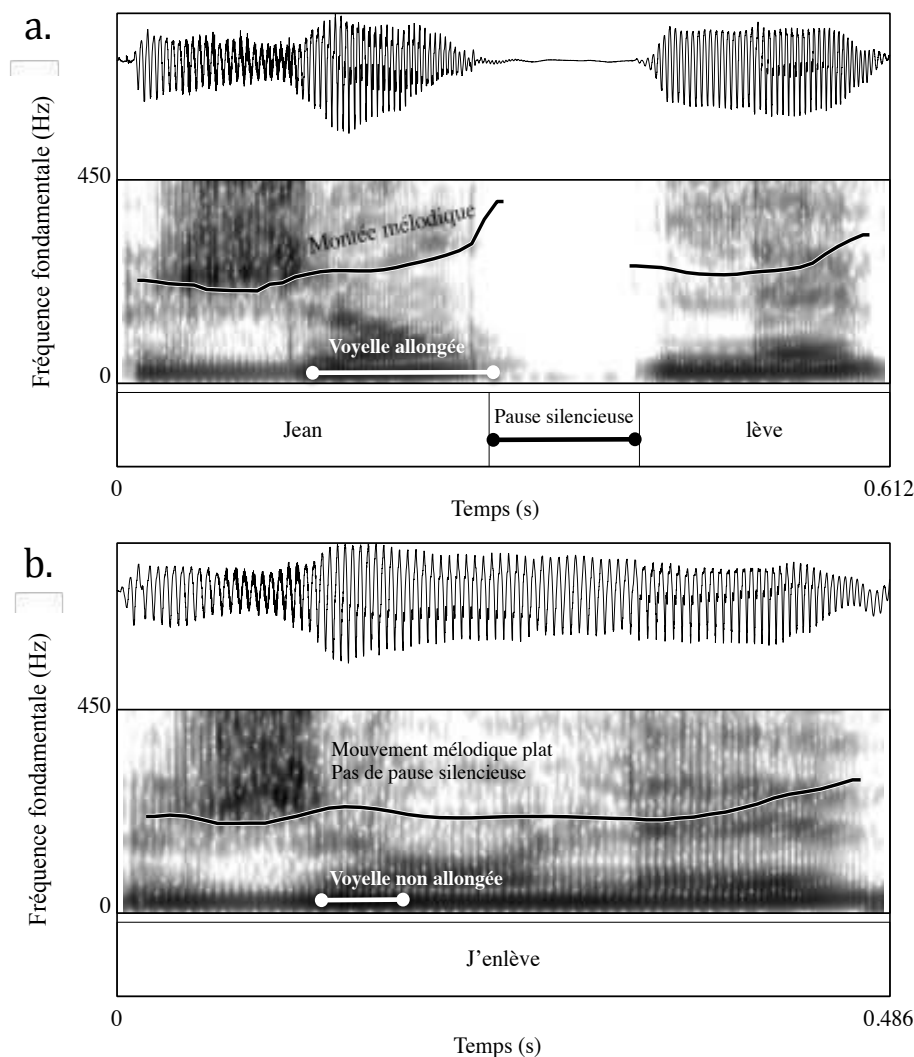 a.
Fréquence fondamentale (Hz)
450
Montée mélodique
Voyelle allongée
0
Jean
Pause silencieuse
lève
0
0.612
Temps (s)
b.
Fréquence fondamentale (Hz)
450
Mouvement mélodique plat
Pas de pause silencieuse
Voyelle non allongée
0
J'enlève
0
0.486
Temps (s)